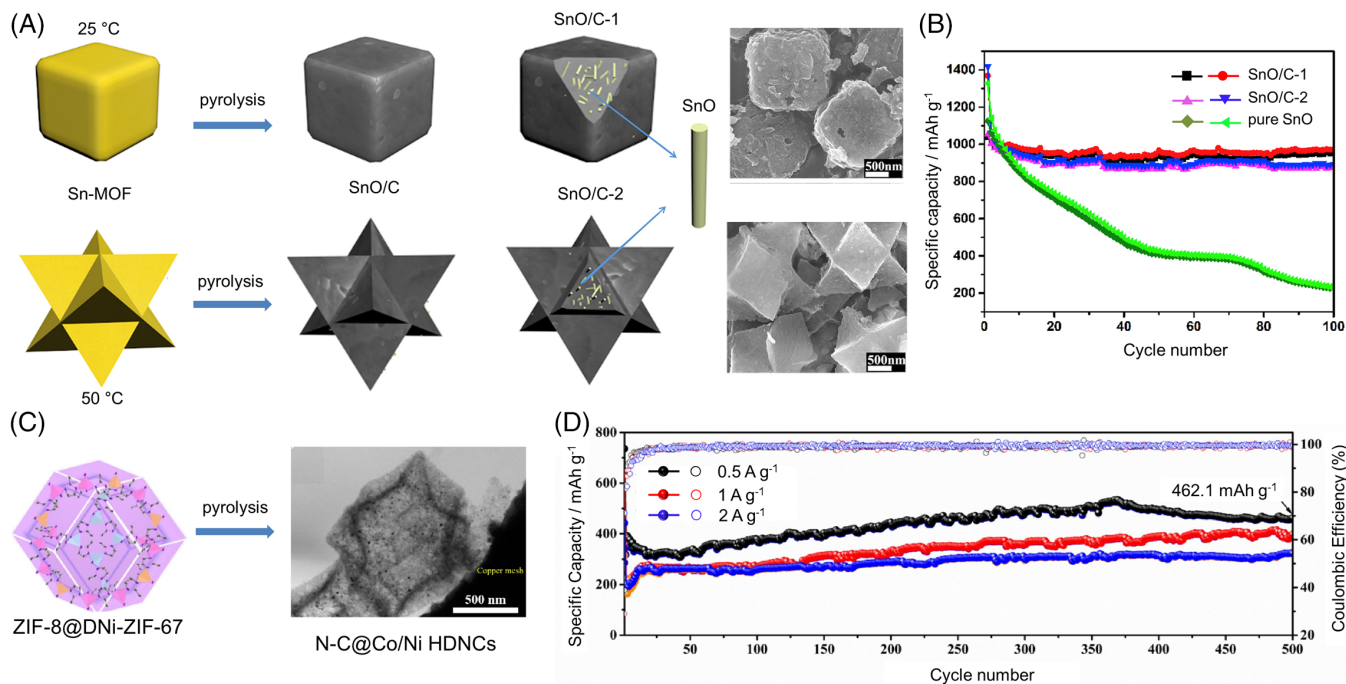 (A)
25 °C
pyrolysis
SnO/C-1
SnO
500nm
Sn-MOF
SnO/C
SnO/C-2
pyrolysis
500nm
50 °C
(B)
1400
1200
1000
800
600
400
200
Specific capacity / mAh g⁻¹
SnO/C-1
SnO/C-2
pure SnO
0
20
40
60
80
100
Cycle number
(C)
pyrolysis
ZIF-8@DNi-ZIF-67
Copper mesh
500 nm
N-C@Co/Ni HDNCs
(D)
800
700
600
400
200
0
Specific Capacity / mAh g⁻¹
0.5 A g⁻¹
1 A g⁻¹
2 A g⁻¹
462.1 mAh g⁻¹
100
80
60
40
20
Coulombic Efficiency (%)
50
100
150
200
250
300
350
400
450
500
Cycle number